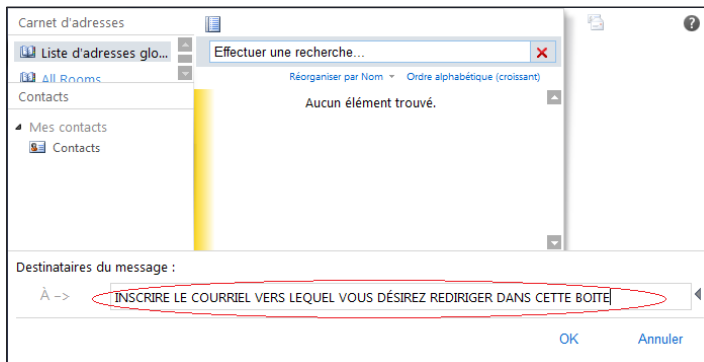 Carnet d'adresses
Liste d'adresses glo...
All Rooms
Contacts
Mes contacts
Contacts
Effectuer une recherche...
Réorganiser par Nom Ordre alphabétique (croissant)
Aucun élément trouvé.
Destinataires du message :
À -> INSCRIRE LE COURRIEL VERS LEQUEL VOUS DÉSIREZ REDIRIGER DANS CETTE BOITE
OK Annuler